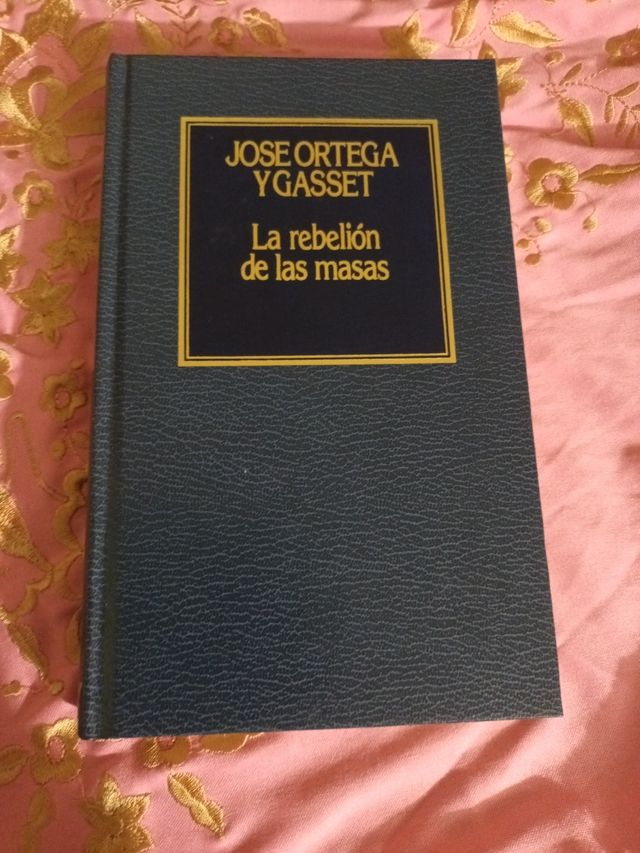 JOSE ORTEGA
Y GASSET
La rebelión
de las masas